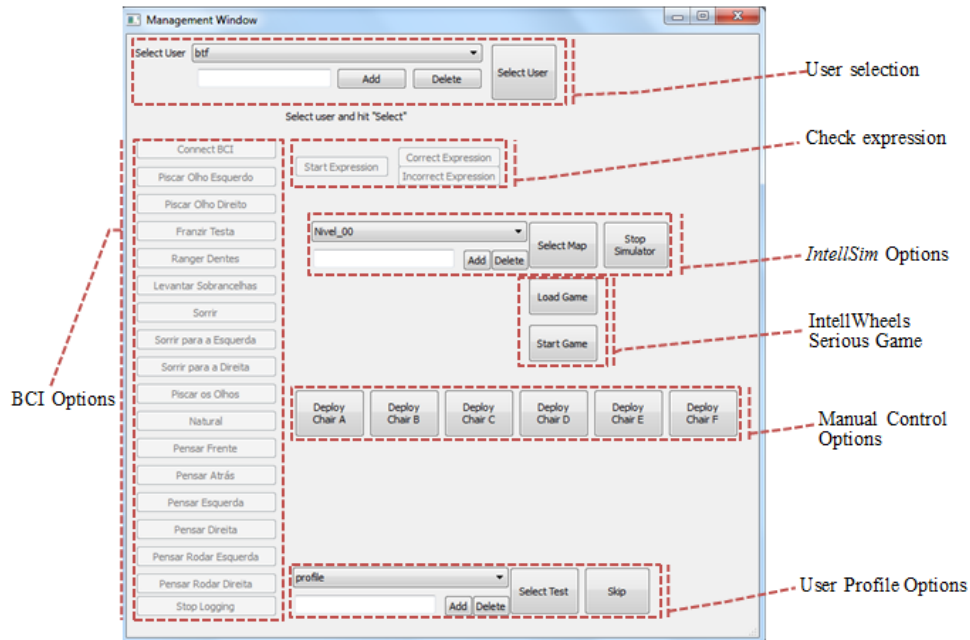 Management Window
Select User btf
Add Delete
Select User
Select user and hit "Select"
Connect BCI
Piscar Olho Esquerdo
Piscar Olho Direito
Franzir Testa
Ranger Dentes
Levantar Sobrancelhas
Sorrir
Sorrir para a Esquerda
Sorrir para a Direita
Piscar os Olhos
Natural
Pensar Frente
Pensar Atrás
Pensar Esquerda
Pensar Direita
Pensar Rodar Esquerda
Pensar Rodar Direita
Stop Logging
Start Expression
Correct Expression
Incorrect Expression
Nivel_00
Add Delete
Select Map
Stop
Simulator
Load Game
Start Game
Deploy
Chair A
Deploy
Chair B
Deploy
Chair C
Deploy
Chair D
Deploy
Chair E
Deploy
Chair F
profile
Add Delete
Select Test
Skip
BCI Options
User selection
Check expression
IntellSim Options
IntellWheels
Serious Game
Manual Control
Options
User Profile Options